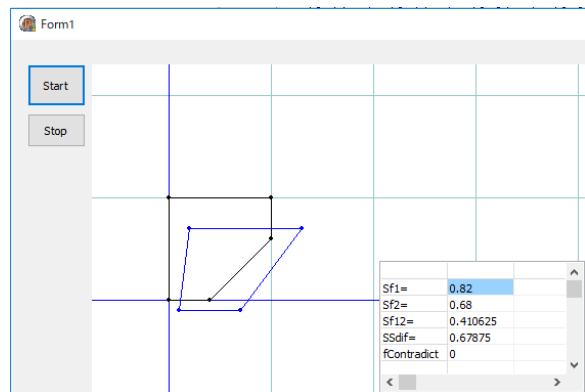 Form1
Start
Stop
Sf1= 0.82
Sf2= 0.68
Sf12= 0.410625
SSdif= 0.67875
fContradict 0